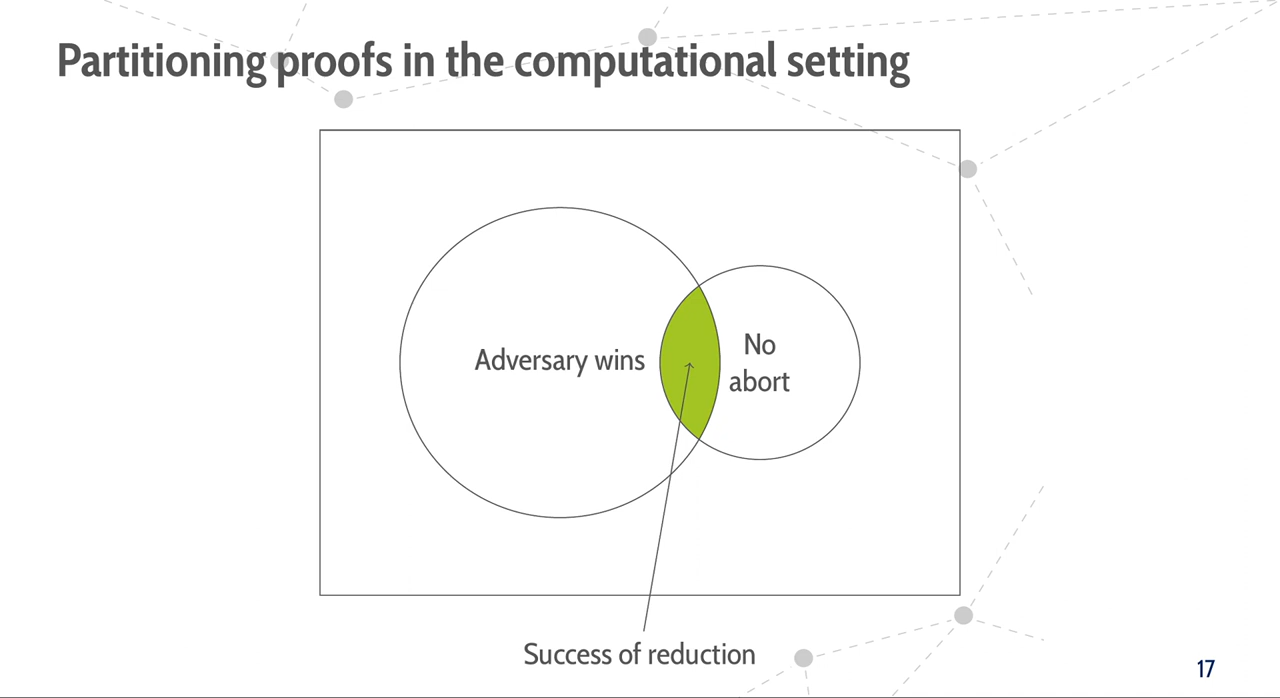 Partitioning proofs in the computational setting
Adversary wins
No
abort
Success of reduction
17